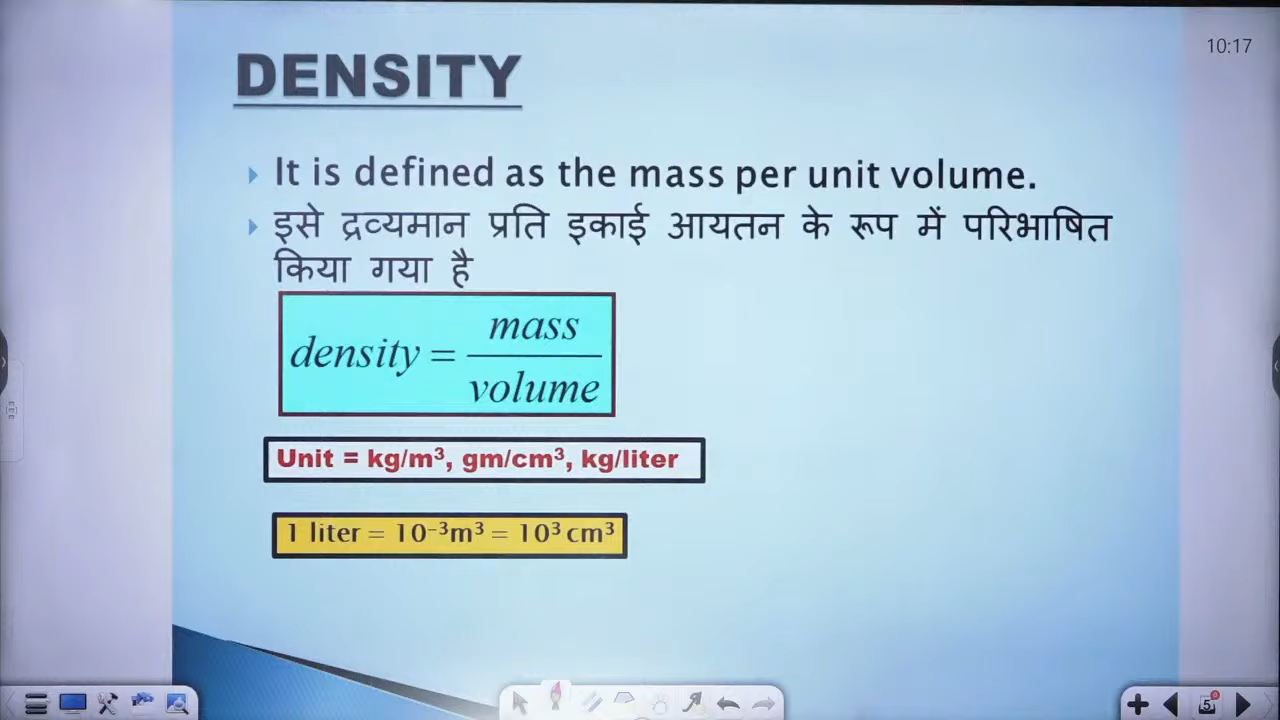 DENSITY
10:17
It is defined as the mass per unit volume.
इसे द्रव्यमान प्रति इकाई आयतन के रूप में परिभाषित
किया गया है
density = mass/volume
Unit = kg/m³, gm/cm³, kg/liter
1 liter = 10⁻³m³ = 10³ cm³
5